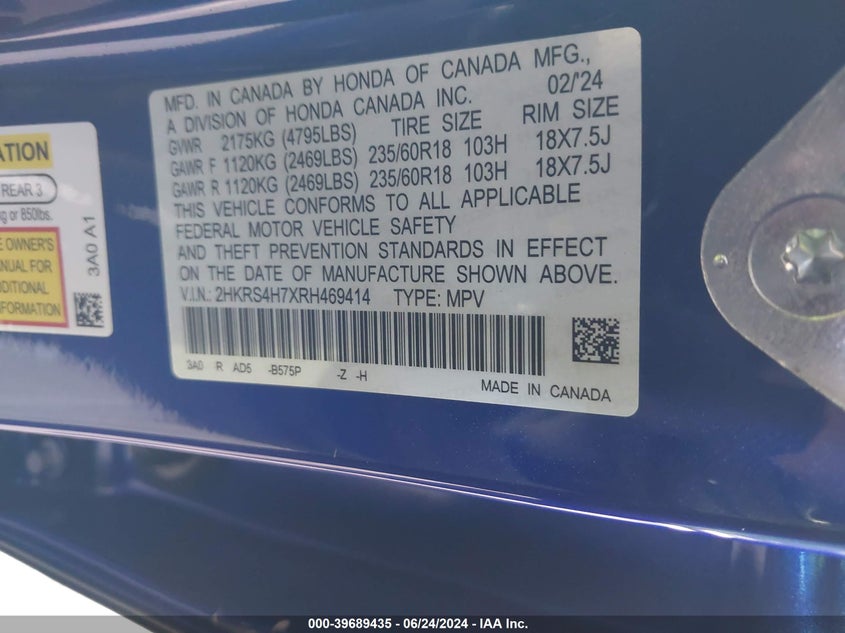 MFD. IN CANADA BY HONDA OF CANADA MFG.,
A DIVISION OF HONDA CANADA INC. 02/'24
GVWR 2175KG (4795LBS) TIRE SIZE RIM SIZE
GAWR F 1120KG (2469LBS) 235/60R18 103H 18X7.5J
GAWR R 1120KG (2469LBS) 235/60R18 103H 18X7.5J
THIS VEHICLE CONFORMS TO ALL APPLICABLE
FEDERAL MOTOR VEHICLE SAFETY
AND THEFT PREVENTION STANDARDS IN EFFECT
ON THE DATE OF MANUFACTURE SHOWN ABOVE.
V.I.N.: 2HKRS4H7XRH469414 TYPE: MPV
3A0 R AD5 -B575P -Z -H
MADE IN CANADA
REAR 3
or 850lbs.
OWNER'S
FOR
3A0 A1
000-39689435 - 06/24/2024 - IAA Inc.